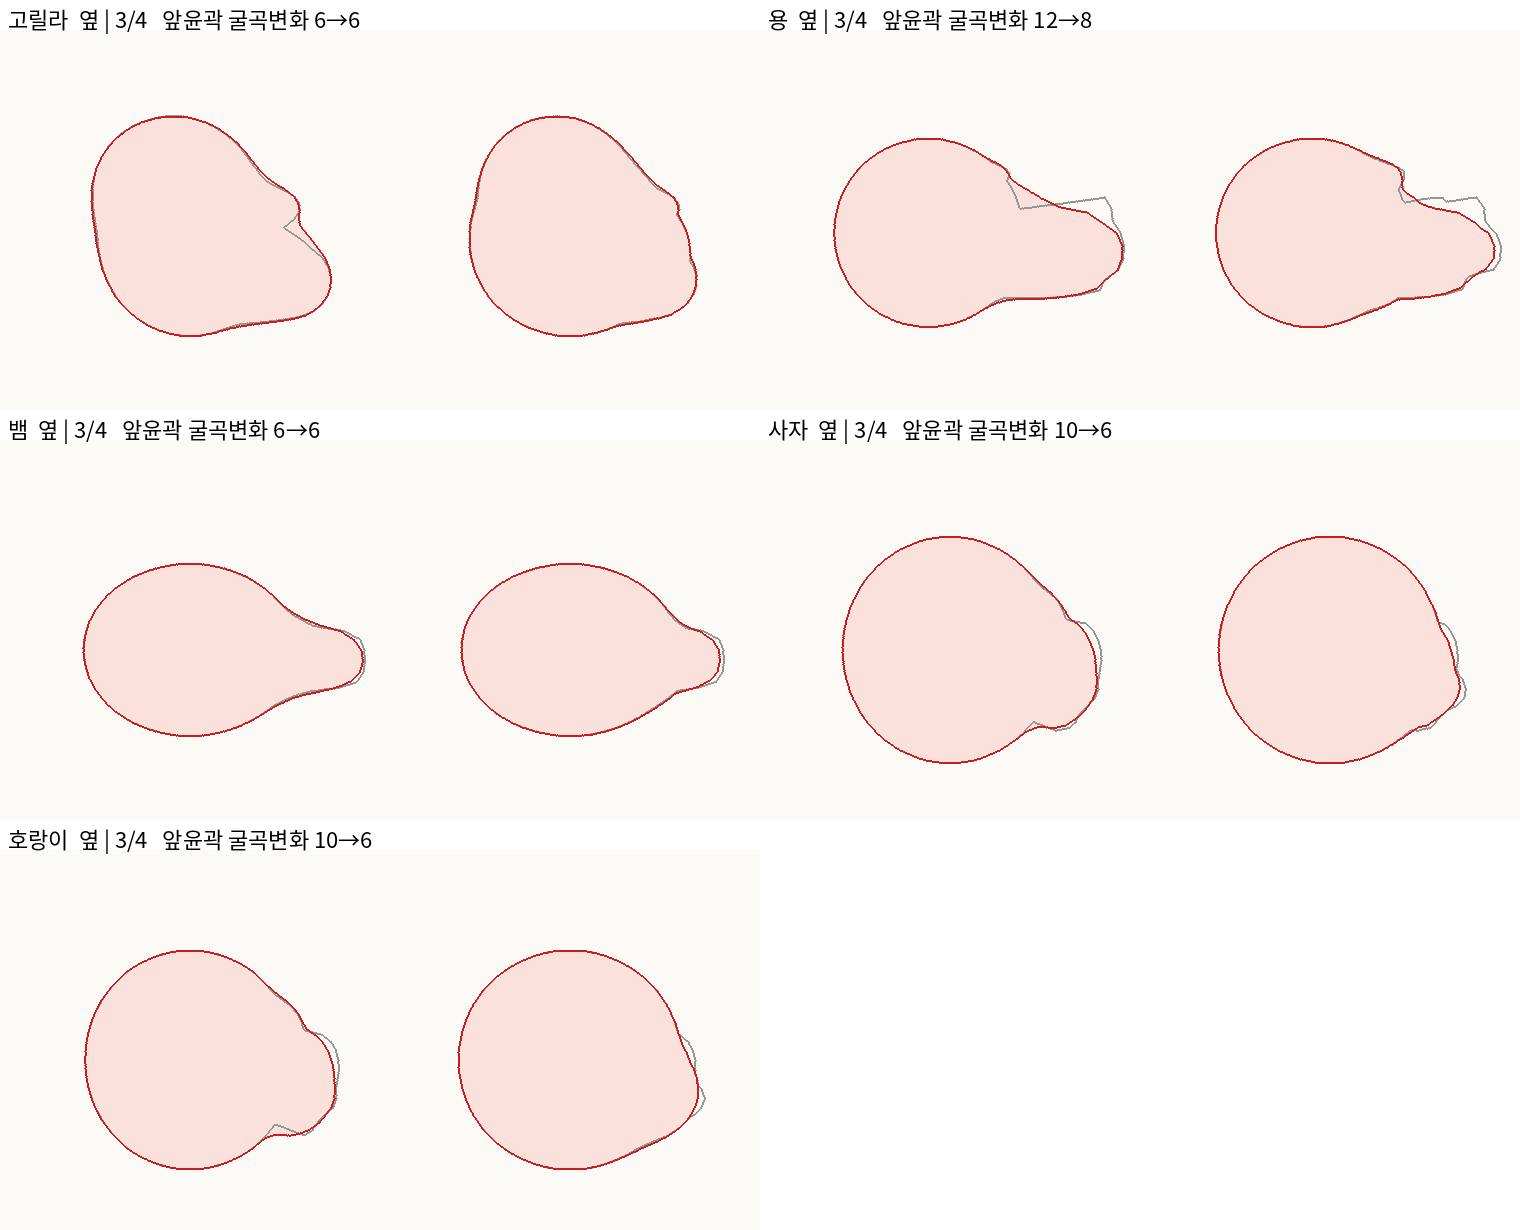 고릴라 옆 | 3/4 앞윤곽 굴곡변화 6→6
용 옆 | 3/4 앞윤곽 굴곡변화 12→8
뱀 옆 | 3/4 앞윤곽 굴곡변화 6→6
사자 옆 | 3/4 앞윤곽 굴곡변화 10→6
호랑이 옆 | 3/4 앞윤곽 굴곡변화 10→6